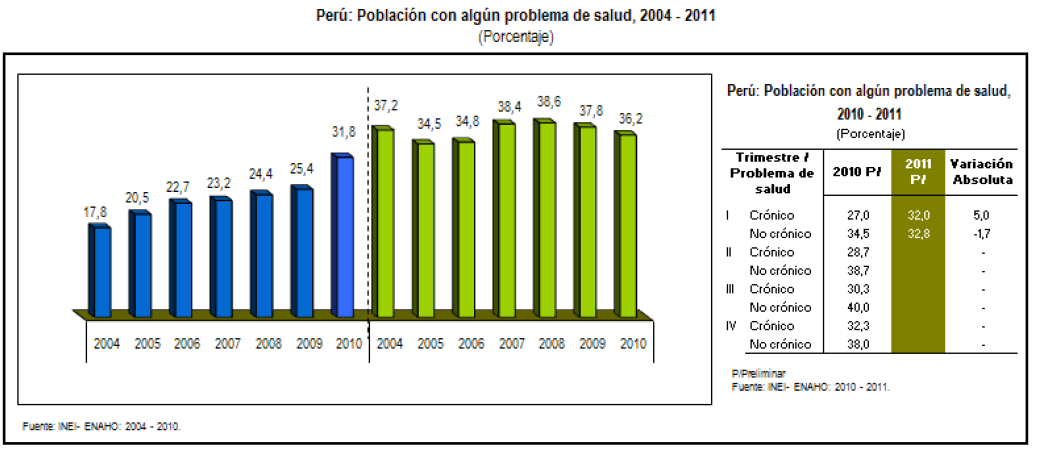 Perú: Población con algún problema de salud, 2004 - 2011
(Porcentaje)
17,8 20,5 22,7 23,2 24,4 25,4 31,8 37,2 34,5 34,8 38,4 38,6 37,8 36,2
2004 2005 2006 2007 2008 2009 2010 2004 2005 2006 2007 2008 2009 2010
Fuente: INEI- ENAHO: 2004 - 2010.
Perú: Población con algún problema de salud,
2010 - 2011
(Porcentaje)
Trimestre / Problema de salud 2010 P/ 2011 P/ Variación Absoluta
I Crónico 27,0 32,0 5,0
No crónico 34,5 32,8 -1,7
II Crónico 28,7 -
No crónico 38,7 -
III Crónico 30,3 -
No crónico 40,0 -
IV Crónico 32,3 -
No crónico 38,0 -
P/Preliminar
Fuente: INEI- ENAHO: 2010 - 2011.